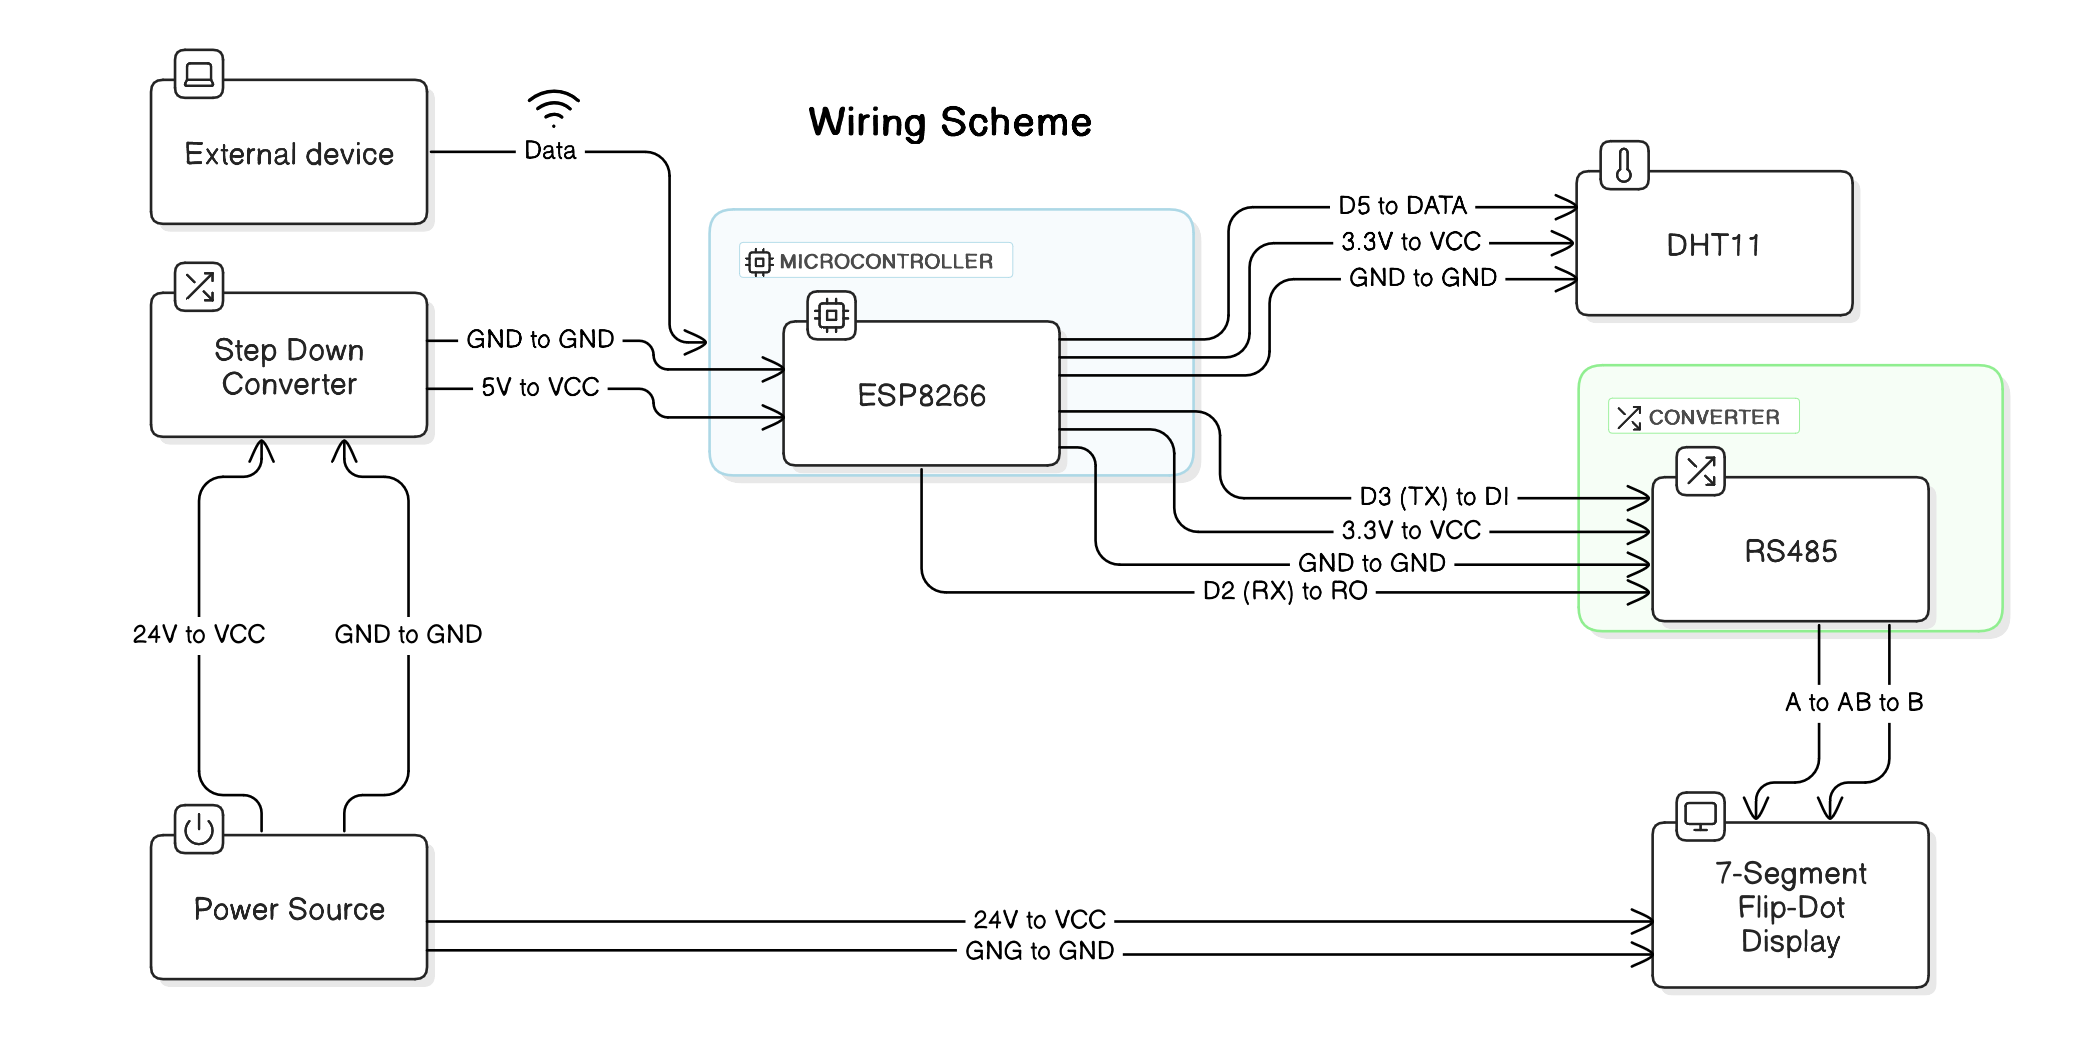 Wiring Scheme
External device
Data
MICROCONTROLLER
ESP8266
Step Down
Converter
GND to GND
5V to VCC
D5 to DATA
3.3V to VCC
GND to GND
DHT11
CONVERTER
RS485
D3 (TX) to DI
3.3V to VCC
GND to GND
D2 (RX) to RO
24V to VCC
GND to GND
A to A
B to B
Power Source
24V to VCC
GNG to GND
7-Segment
Flip-Dot
Display